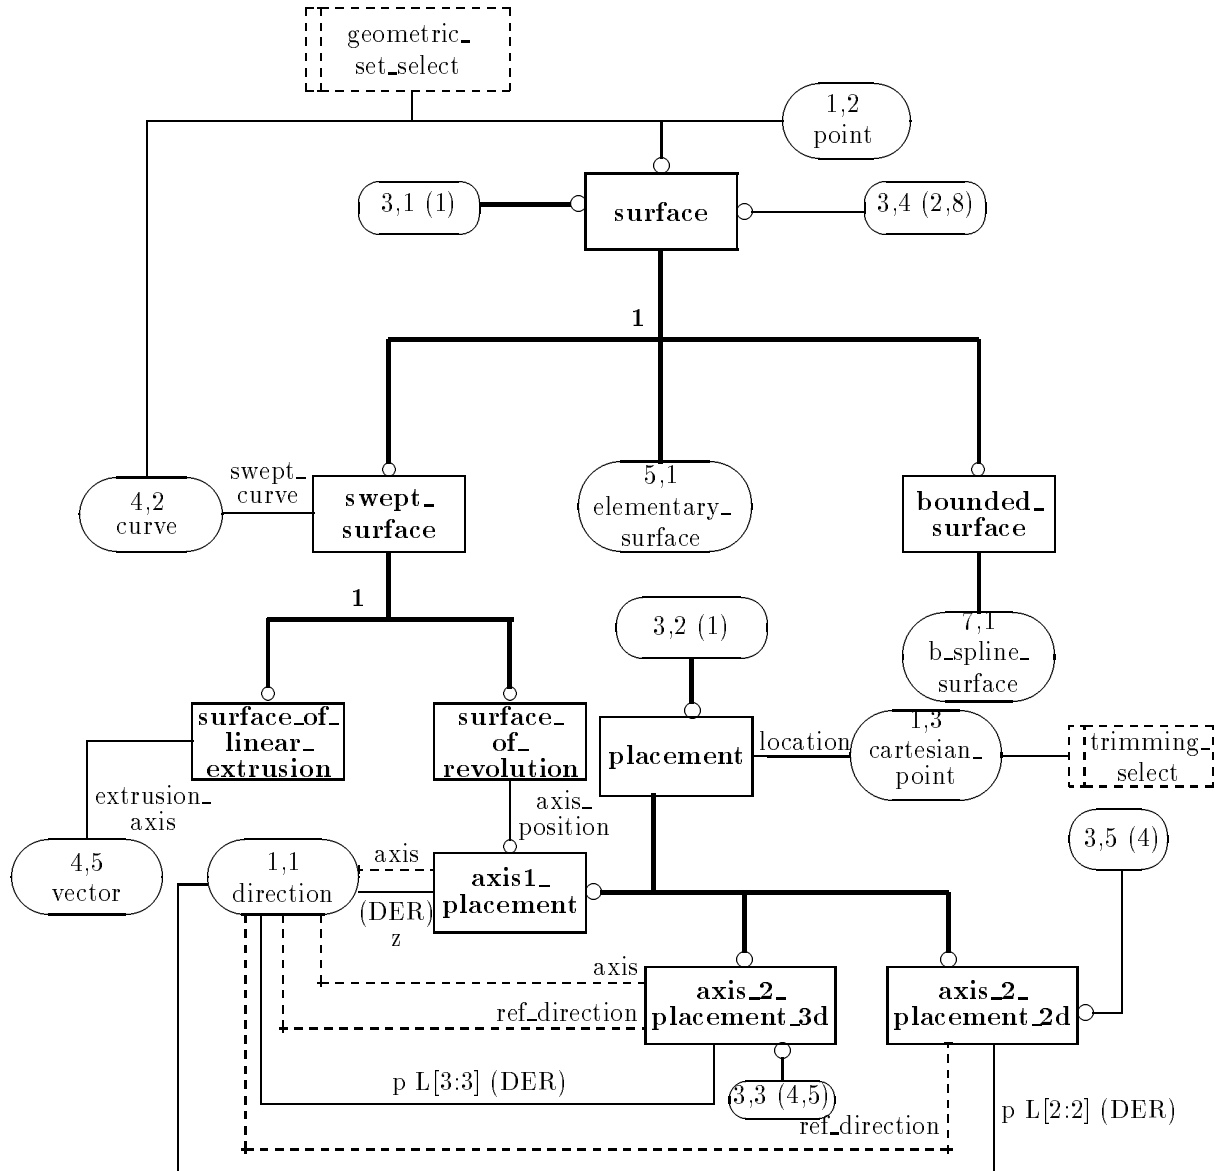 geometric_
set_select
1,2
point
3,1 (1)
surface
3,4 (2,8)
1
swept_
curve
4,2
curve
swept_
surface
5,1
elementary_
surface
bounded_
surface
1
3,2 (1)
7,1
b_spline_
surface
surface_of_
linear_
extrusion
surface_
of_
revolution
placement
location
1,3
cartesian_
point
trimming_
select
extrusion_
axis
axis_
position
3,5 (4)
4,5
vector
1,1
direction
axis
(DER)
z
axis1_
placement
axis
ref_direction
axis_2_
placement_3d
axis_2_
placement_2d
p L[3:3] (DER)
3,3 (4,5)
ref_direction
p L[2:2] (DER)